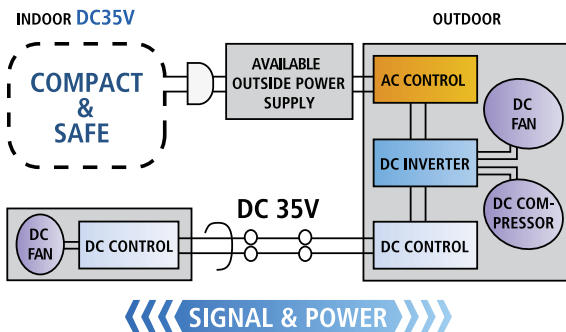 INDOOR DC35V
OUTDOOR
COMPACT
&
SAFE
AVAILABLE
OUTSIDE POWER
SUPPLY
AC CONTROL
DC
FAN
DC INVERTER
DC COM-
PRESSOR
DC 35V
DC
FAN
DC CONTROL
DC CONTROL
SIGNAL & POWER